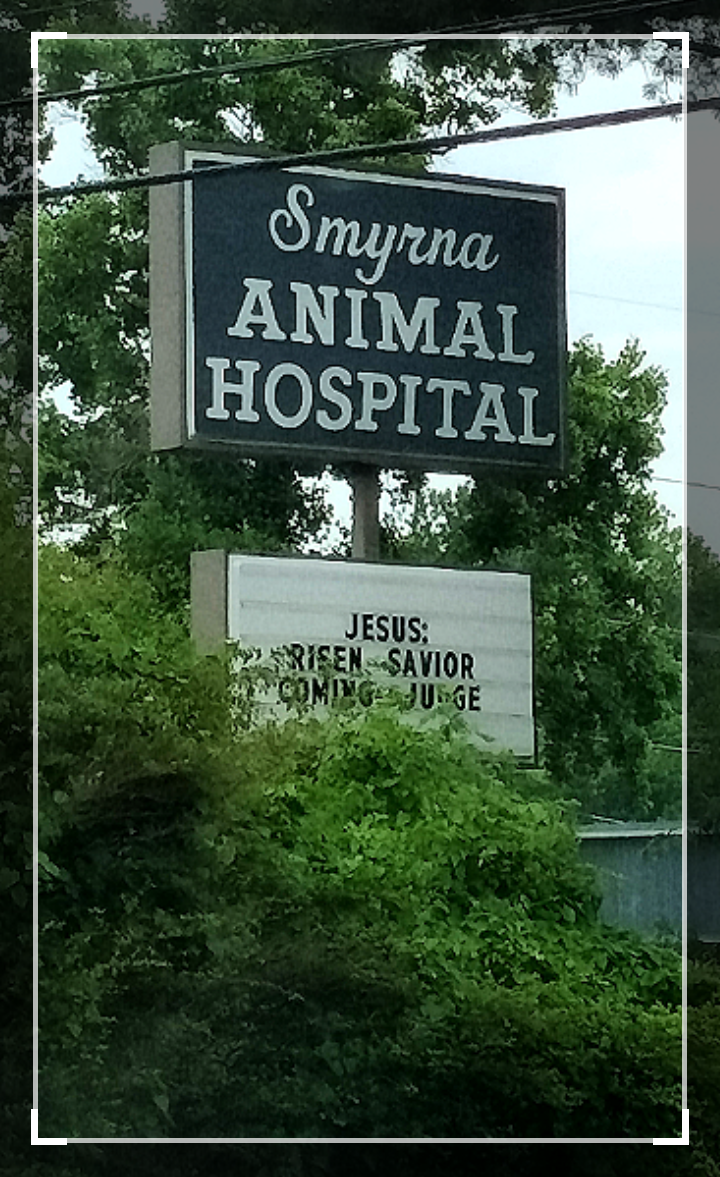 Smyrna
ANIMAL
HOSPITAL
JESUS:
RISEN SAVIOR
COMING JUDGE